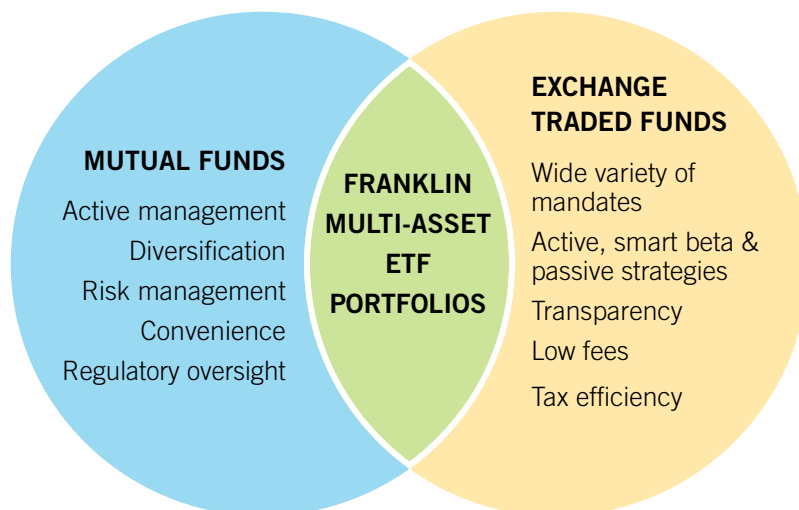 MUTUAL FUNDS
Active management
Diversification
Risk management
Convenience
Regulatory oversight
FRANKLIN
MULTI-ASSET
ETF
PORTFOLIOS
EXCHANGE
TRADED FUNDS
Wide variety of
mandates
Active, smart beta &
passive strategies
Transparency
Low fees
Tax efficiency